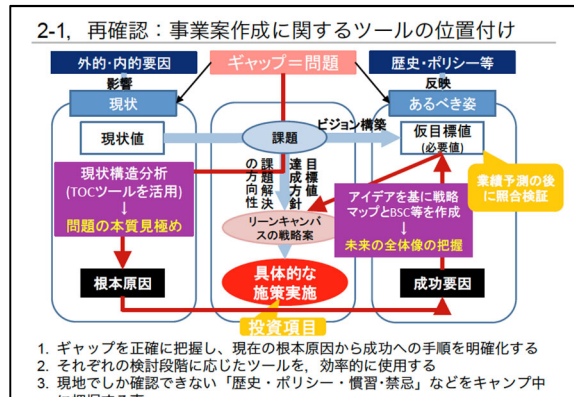 2-1, 再確認：事業案作成に関するツールの位置付け
外的・内的要因
ギャップ＝問題
歴史・ポリシー等
影響
反映
現状
あるべき姿
ビジョン構築
現状値
課題
仮目標値
(必要値)
現状構造分析
(TOCツールを活用)
↓
問題の本質見極め
課題解決
の方向性
目標値
達成方針
業績予測の後
に照合検証
アイデアを基に戦略
マップとBSC等を作成
↓
未来の全体像の把握
リーンキャンバ
スの戦略案
根本原因
具体的な
施策実施
成功要因
投資項目
1. ギャップを正確に把握し、現在の根本原因から成功への手順を明確化する
2. それぞれの検討段階に応じたツールを，効率的に使用する
3. 現地でしか確認できない「歴史・ポリシー・慣習・禁忌」などをキャンプ中
に把握する事